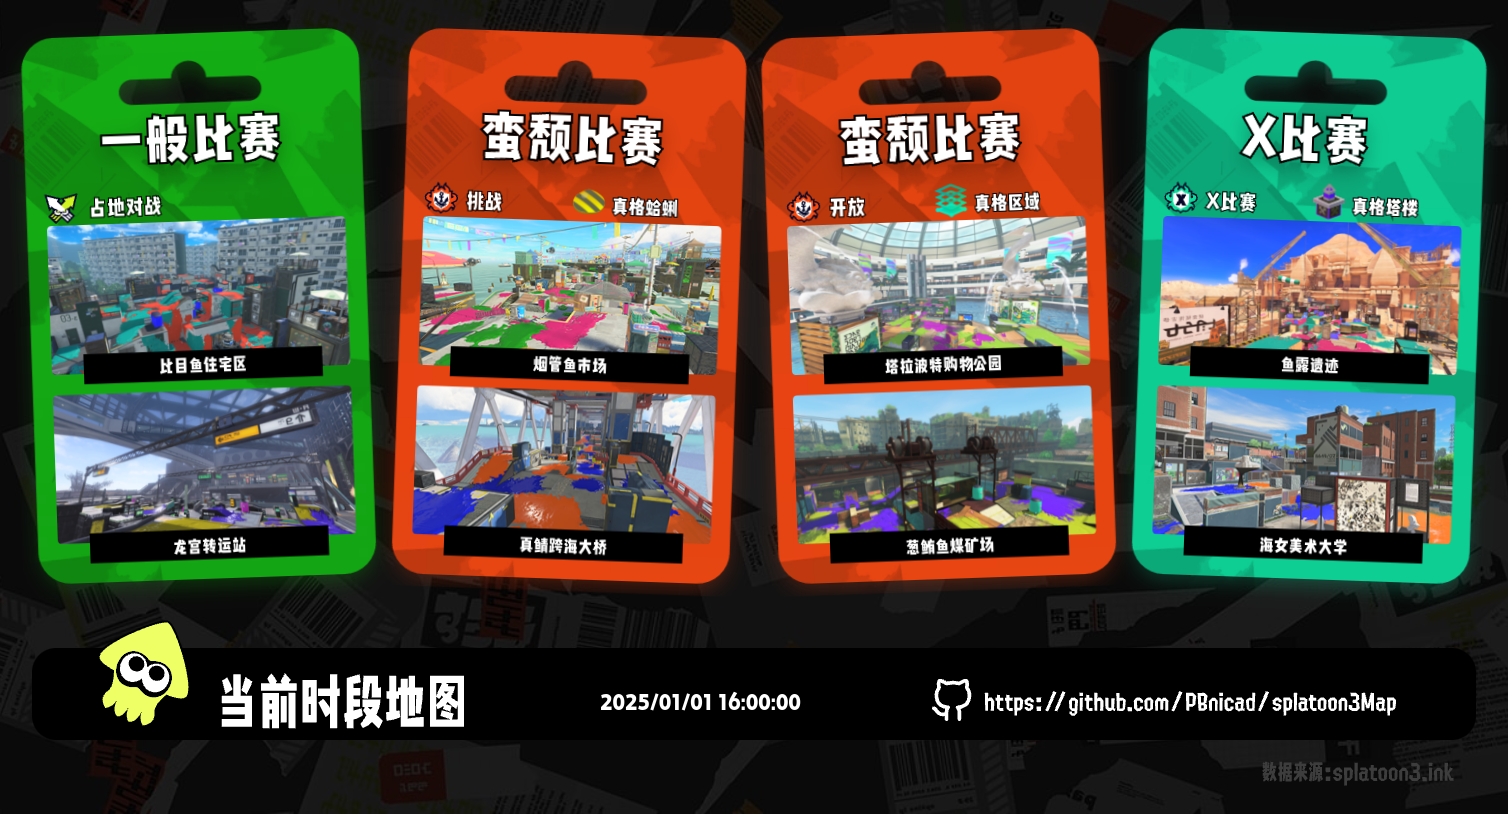 一般比赛
占地对战
比目鱼住宅区
龙宫转运站
蛮颓比赛
挑战
真格蛤蜊
烟管鱼市场
真鲭跨海大桥
蛮颓比赛
开放
真格区域
塔拉波特购物公园
葱鲔鱼煤矿场
X比赛
X比赛
真格塔楼
鱼露遗迹
海女美术大学
当前时段地图
2025/01/01 16:00:00
https://github.com/PBnicad/splatoon3Map
数据来源:splatoon3.ink